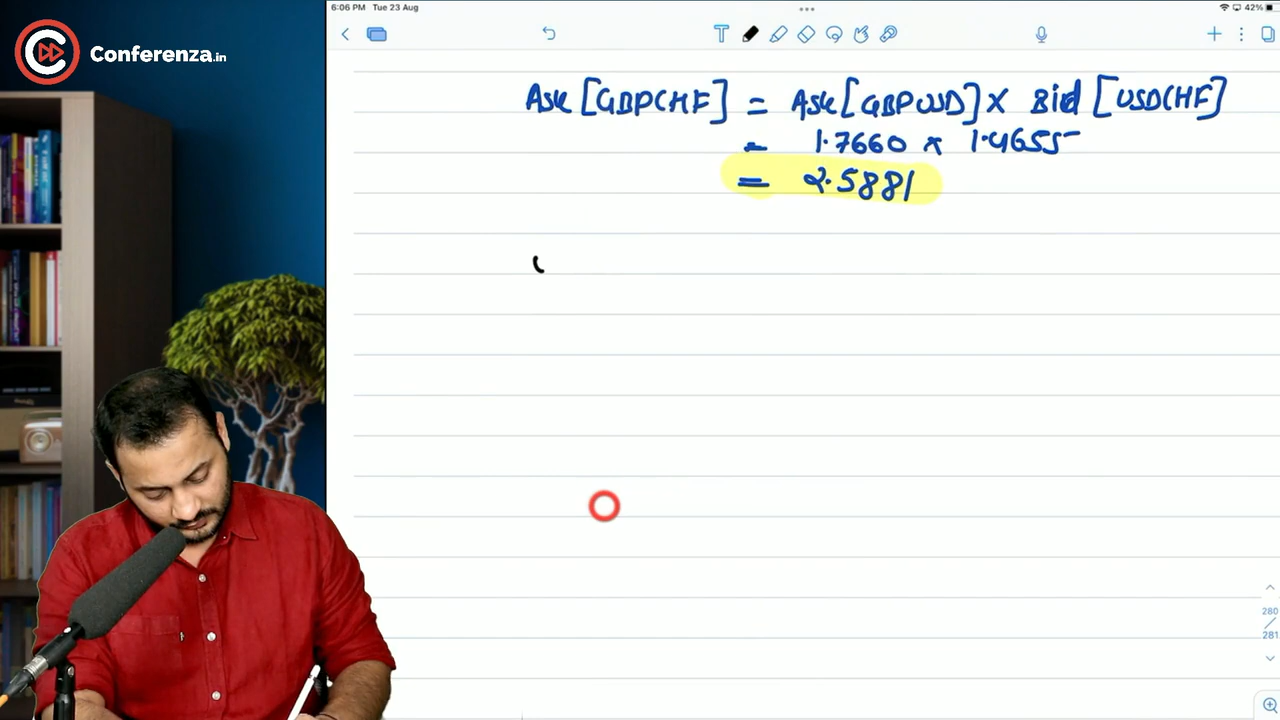 6:06 PM Tue 23 Aug
42%
Conferenza.in
Ask [GBPCHF] = Ask [GBPUSD] X Bid [USDCHF]
= 1.7660 x 1.4655
= 2.5881
280
281